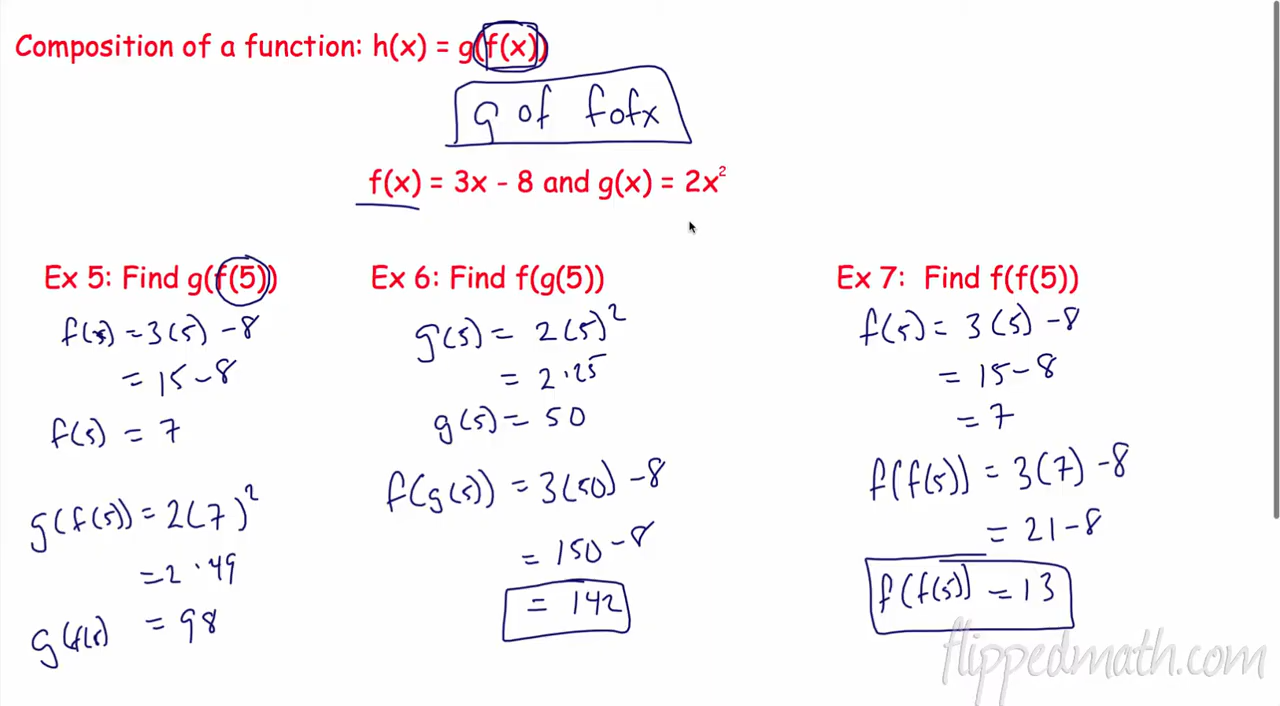 Composition of a function: h(x) = g(f(x))
g of f of x
f(x) = 3x - 8 and g(x) = 2x²
Ex 5: Find g(f(5))
f(5) = 3(5) - 8
= 15 - 8
f(5) = 7
g(f(5)) = 2(7)²
= 2 · 49
g(f(5)) = 98
Ex 6: Find f(g(5))
g(5) = 2(5)²
= 2 · 25
g(5) = 50
f(g(5)) = 3(50) - 8
= 150 - 8
= 142
Ex 7: Find f(f(5))
f(5) = 3(5) - 8
= 15 - 8
= 7
f(f(5)) = 3(7) - 8
= 21 - 8
f(f(5)) = 13
flippedmath.com